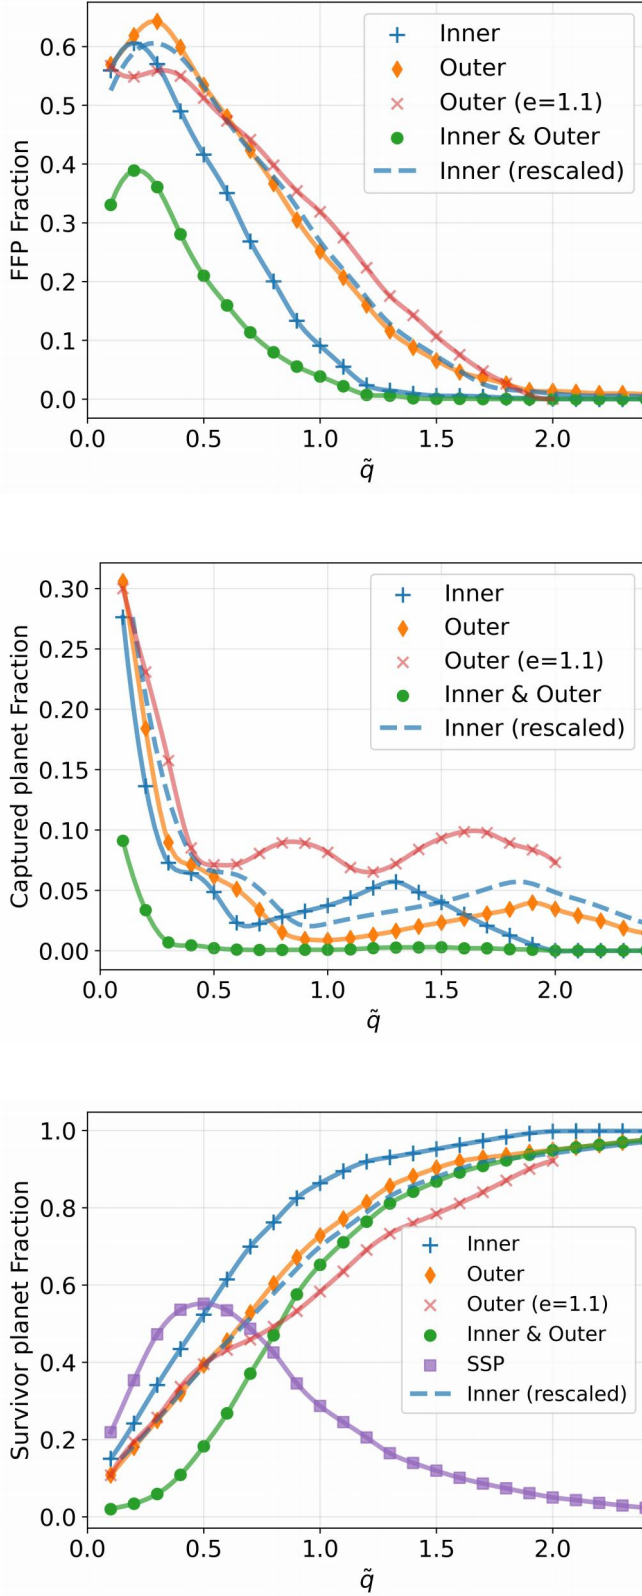 FFP Fraction
0.6
0.5
0.4
0.3
0.2
0.1
0.0
Inner
Outer
Outer (e=1.1)
Inner & Outer
Inner (rescaled)
0.0 0.5 1.0 1.5 2.0
q̃
Captured planet Fraction
0.30
0.25
0.20
0.15
0.10
0.05
0.00
Inner
Outer
Outer (e=1.1)
Inner & Outer
Inner (rescaled)
0.0 0.5 1.0 1.5 2.0
q̃
Survivor planet Fraction
1.0
0.8
0.6
0.4
0.2
0.0
Inner
Outer
Outer (e=1.1)
Inner & Outer
SSP
Inner (rescaled)
0.0 0.5 1.0 1.5 2.0
q̃